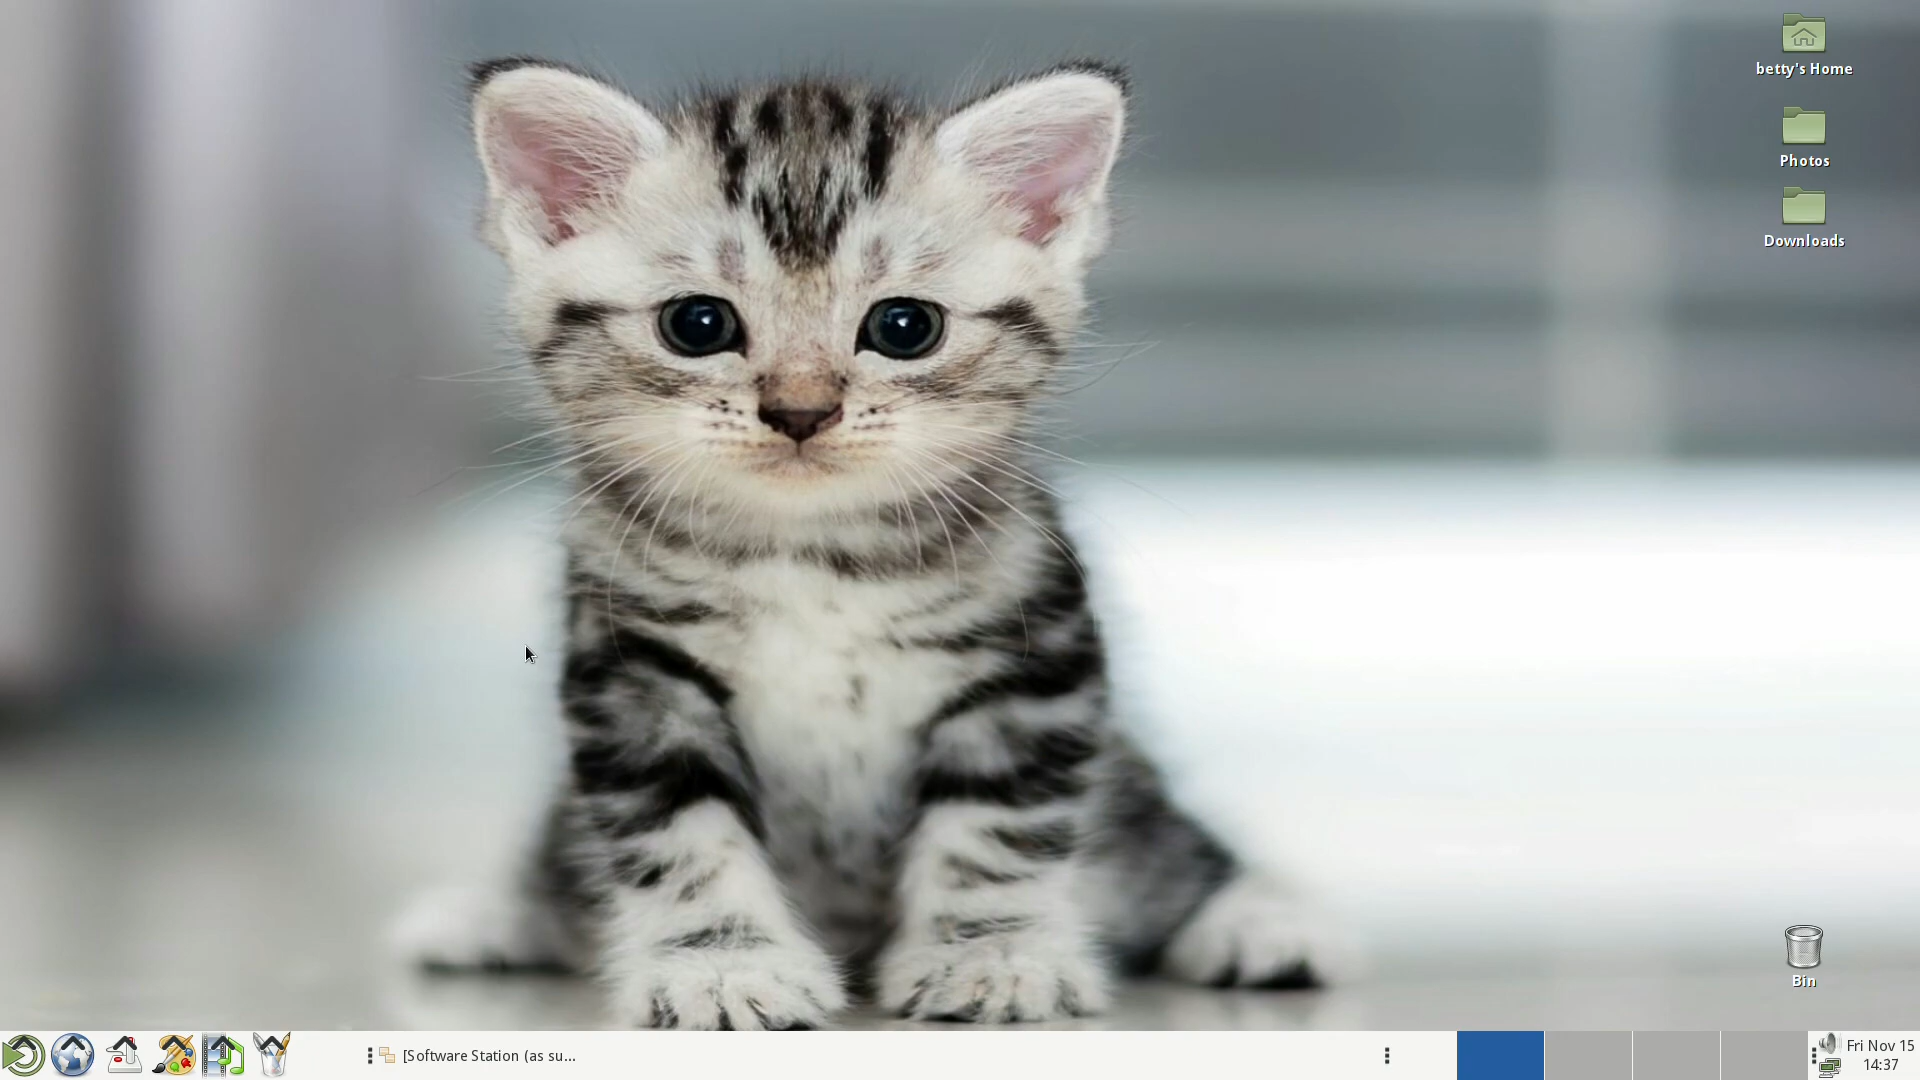 betty's Home
Photos
Downloads
Bin
[Software Station (as su...
Fri Nov 15
14:37